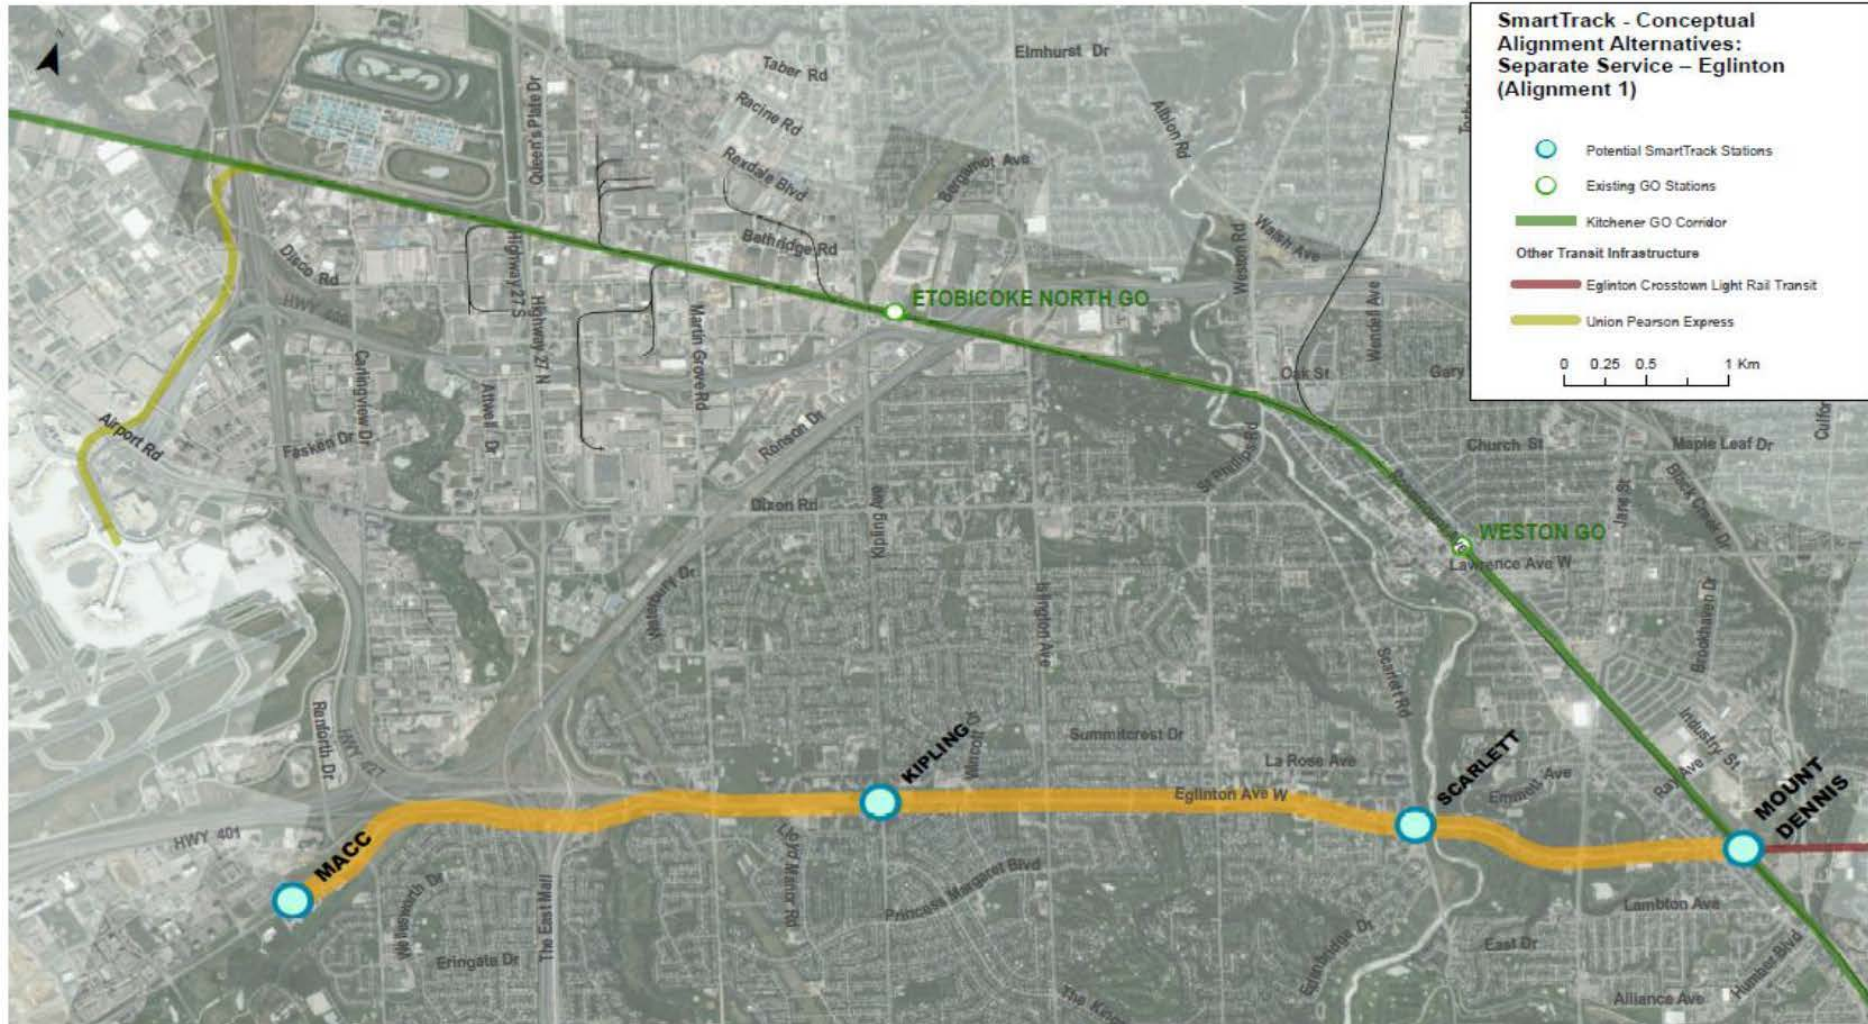 SmartTrack - Conceptual
Alignment Alternatives:
Separate Service – Eglinton
(Alignment 1)
Potential SmartTrack Stations
Existing GO Stations
Kitchener GO Corridor
Other Transit Infrastructure
Eglinton Crosstown Light Rail Transit
Union Pearson Express
0 0.25 0.5 1 Km
Elmhurst Dr
Taber Rd
Racine Rd
Rexdale Blvd
Queen's Plate Dr
Albion Rd
Bergamot Ave
Bethridge Rd
Walsh Ave
Weston Rd
Disco Rd
Highway 27 S
HWY 409
Highway 27 N
Martin Grove Rd
ETOBICOKE NORTH GO
Wendell Ave
Carlingview Dr
Attwell Dr
Oak St
Gary
Airport Rd
Fasken Dr
Ronson Dr
St Phillips Rd
Church St
Maple Leaf Dr
Black Creek Dr
Jane St
Dixon Rd
Kipling Ave
WESTON GO
Lawrence Ave W
Waterbury Dr
Islington Ave
Brookhaven Dr
Scarlett Rd
Renforth Dr
HWY 427
KIPLING
Wincott Dr
Summitcrest Dr
La Rose Ave
SCARLETT
Emmett Ave
Industry St
Ray Ave
MOUNT
DENNIS
Eglinton Ave W
HWY 401
MACC
Lloyd Manor Rd
Princess Margaret Blvd
Wellesworth Dr
The East Mall
Eringate Dr
Edenbridge Dr
East Dr
Lambton Ave
Humber Blvd
Alliance Ave